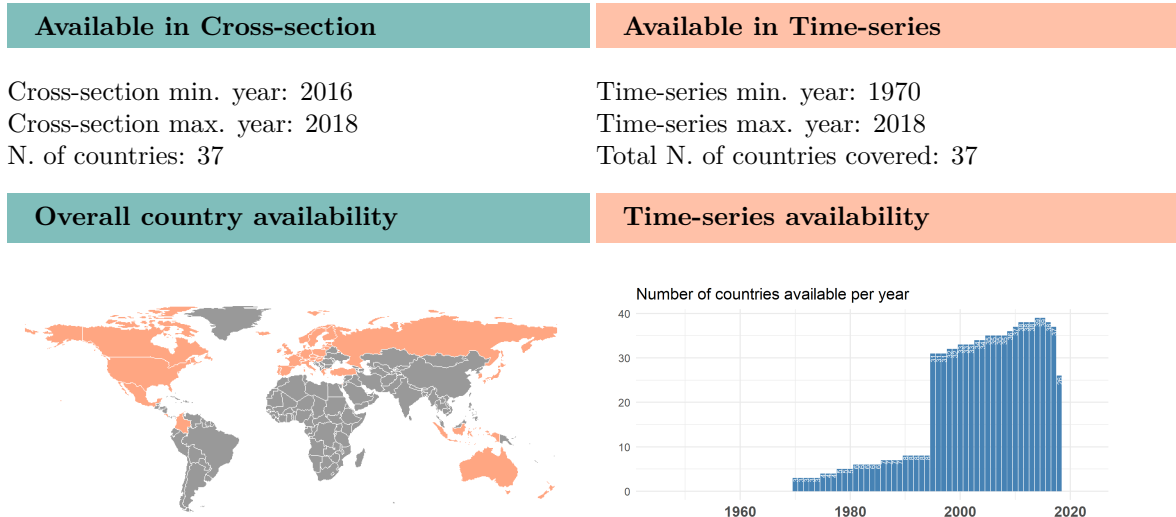 Available in Cross-section
Available in Time-series
Cross-section min. year: 2016
Cross-section max. year: 2018
N. of countries: 37
Time-series min. year: 1970
Time-series max. year: 2018
Total N. of countries covered: 37
Overall country availability
Time-series availability
Number of countries available per year
40
30
20
10
0
1960
1980
2000
2020